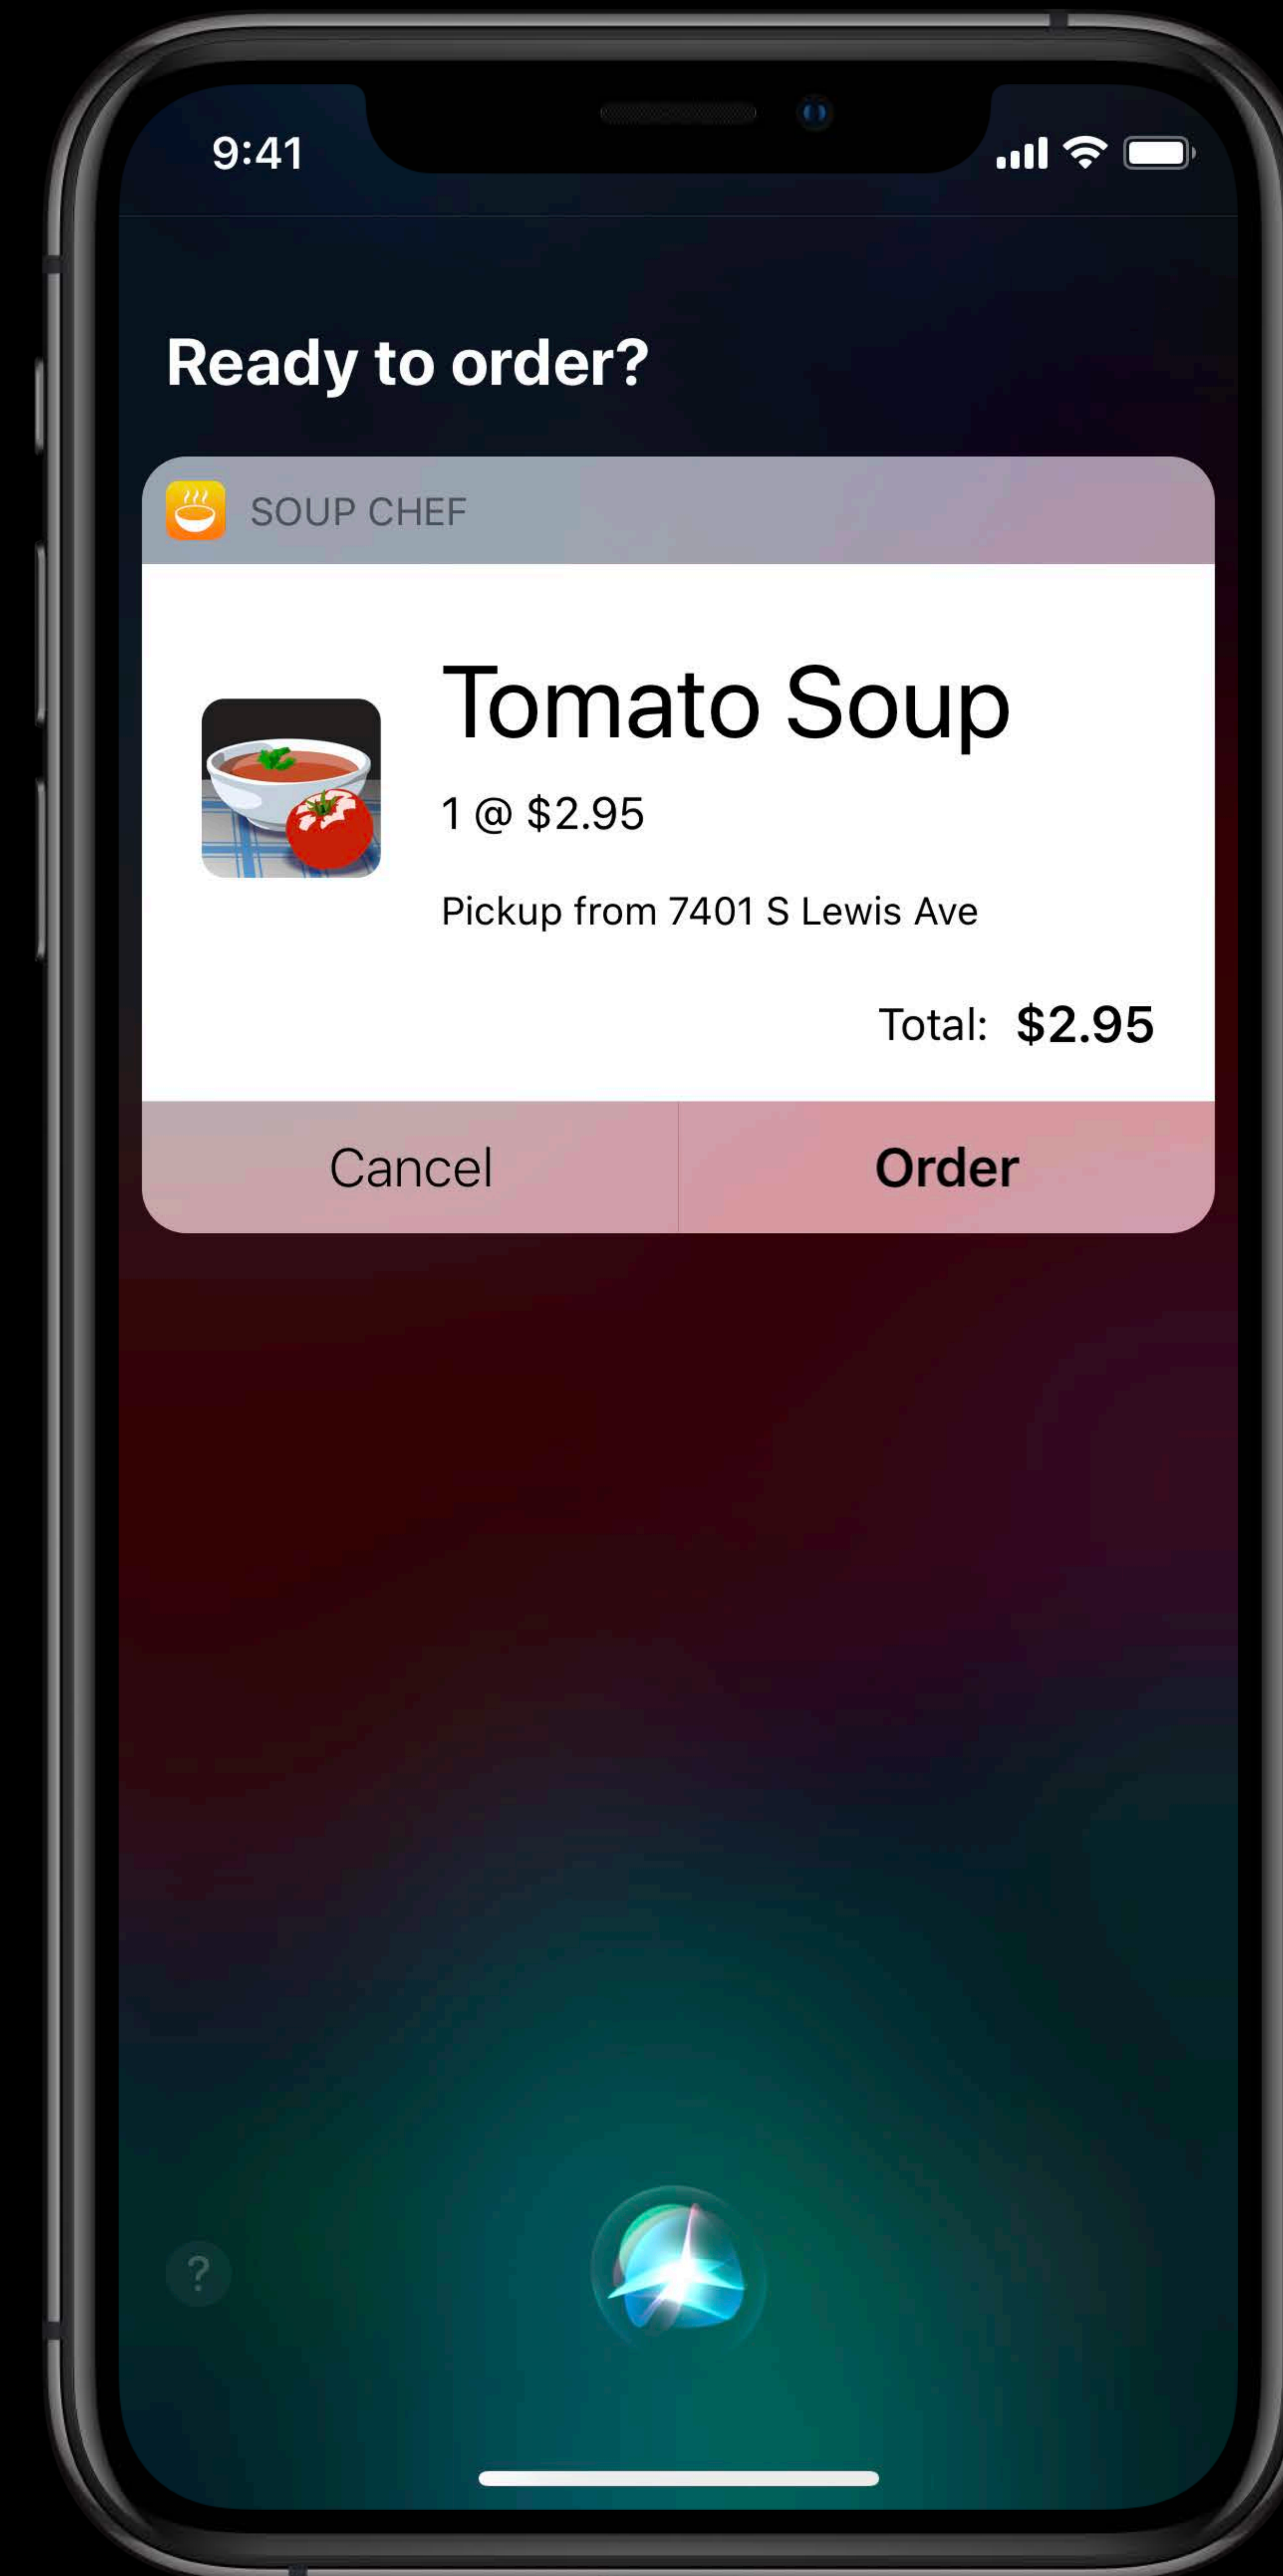 9:41
Ready to order?
SOUP CHEF
Tomato Soup
1 @ $2.95
Pickup from 7401 S Lewis Ave
Total: $2.95
Cancel Order
?